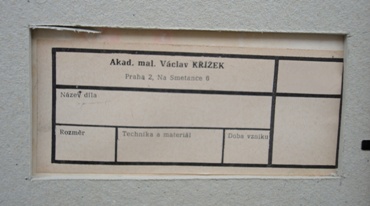 Akad. mal. Václav KŘÍŽEK
Praha 2, Na Smetance 8
Název díla
Rozměr
Technika a materiál
Doba vzniku